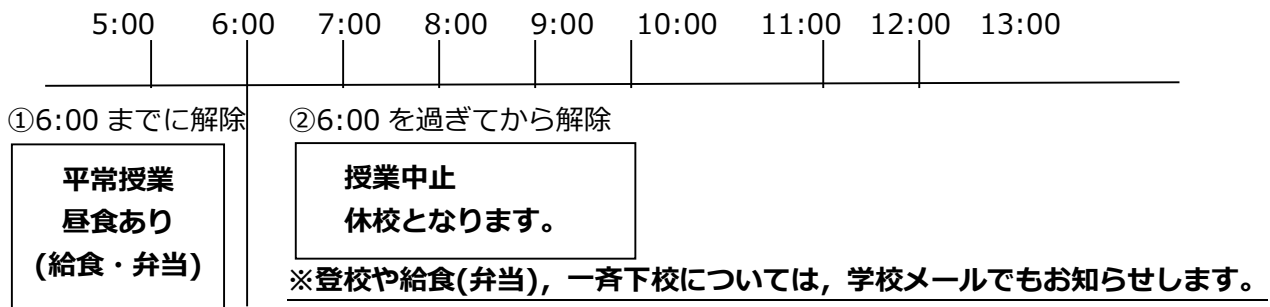 5:00 6:00 7:00 8:00 9:00 10:00 11:00 12:00 13:00
①6:00 までに解除 ②6:00 を過ぎてから解除
平常授業
昼食あり
(給食・弁当)
授業中止
休校となります。
※登校や給食(弁当),一斉下校については,学校メールでもお知らせします。